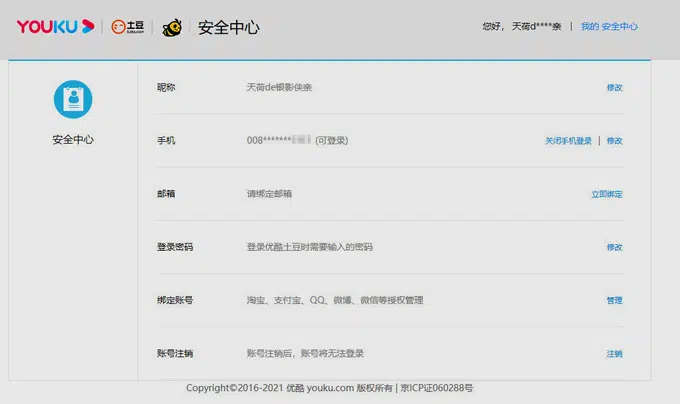 YOUKU 土豆 安全中心 您好，天荷d****亲 | 我的 安全中心
安全中心
昵称 天荷de银影侠亲 修改
手机 008******* (可登录) 关闭手机登录 | 修改
邮箱 请绑定邮箱 立即绑定
登录密码 登录优酷土豆时需要输入的密码 修改
绑定账号 淘宝、支付宝、QQ、微博、微信等授权管理 管理
账号注销 账号注销后，账号将无法登录 注销
Copyright©2016-2021 优酷 youku.com 版权所有 | 京ICP证060288号